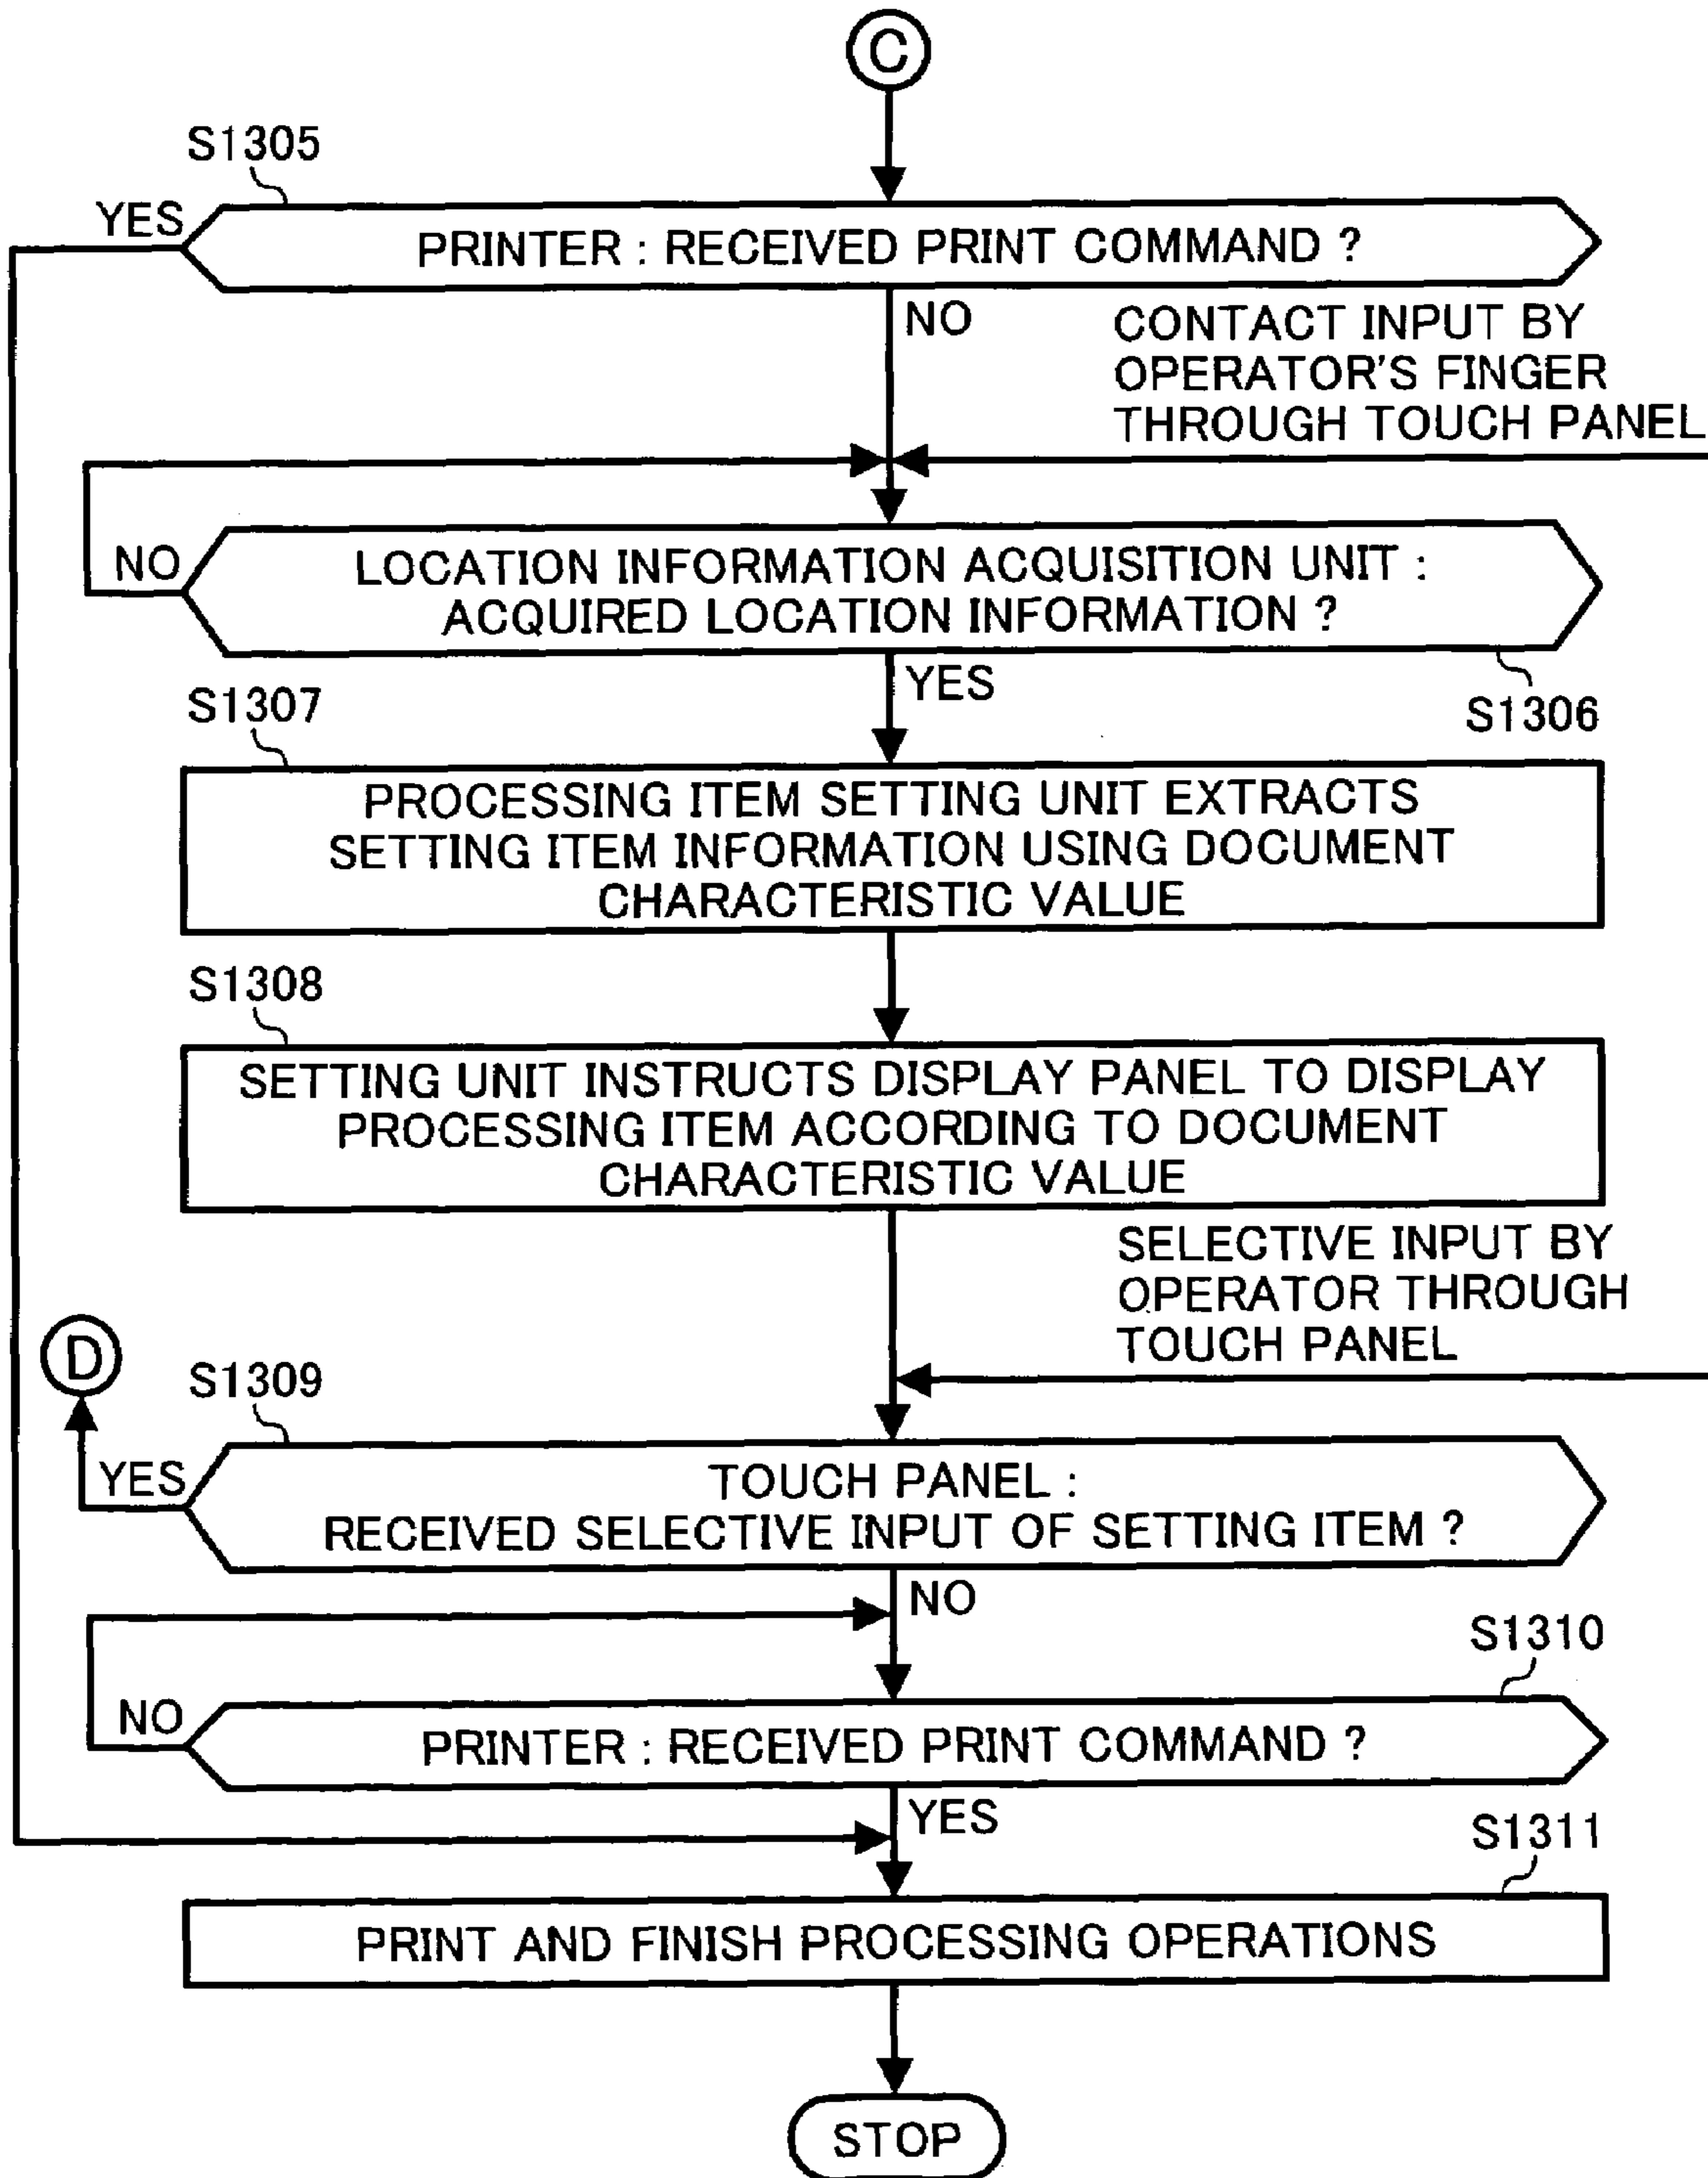 C
S1305
YES
PRINTER : RECEIVED PRINT COMMAND ?
NO
CONTACT INPUT BY
OPERATOR'S FINGER
THROUGH TOUCH PANEL
NO
LOCATION INFORMATION ACQUISITION UNIT :
ACQUIRED LOCATION INFORMATION ?
YES
S1306
S1307
PROCESSING ITEM SETTING UNIT EXTRACTS
SETTING ITEM INFORMATION USING DOCUMENT
CHARACTERISTIC VALUE
S1308
SETTING UNIT INSTRUCTS DISPLAY PANEL TO DISPLAY
PROCESSING ITEM ACCORDING TO DOCUMENT
CHARACTERISTIC VALUE
SELECTIVE INPUT BY
OPERATOR THROUGH
TOUCH PANEL
D
S1309
YES
TOUCH PANEL :
RECEIVED SELECTIVE INPUT OF SETTING ITEM ?
NO
S1310
NO
PRINTER : RECEIVED PRINT COMMAND ?
YES
S1311
PRINT AND FINISH PROCESSING OPERATIONS
STOP